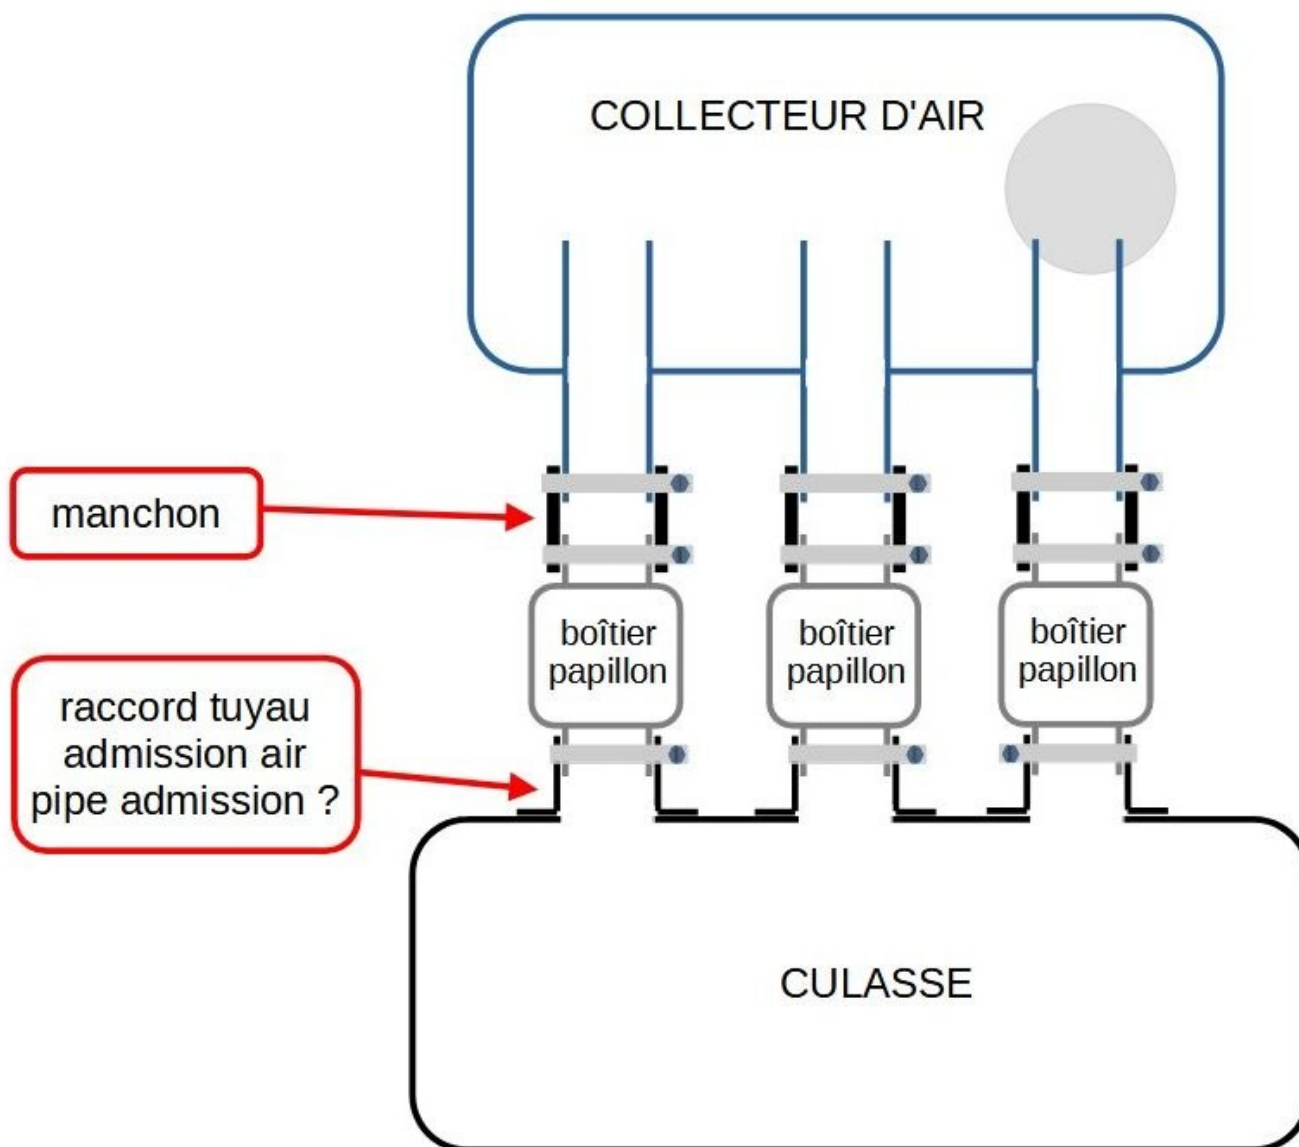 COLLECTEUR D'AIR
manchon
boîtier
papillon
boîtier
papillon
boîtier
papillon
raccord tuyau
admission air
pipe admission ?
CULASSE